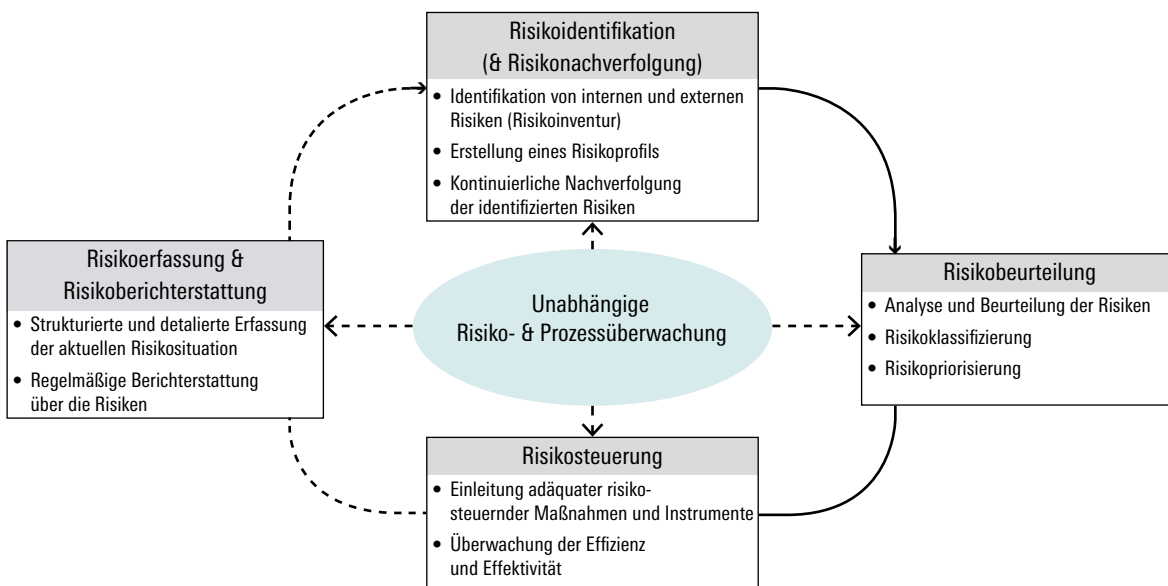 Risikoidentifikation
(& Risikonachverfolgung)
• Identifikation von internen und externen
Risiken (Risikoinventur)
• Erstellung eines Risikoprofils
• Kontinuierliche Nachverfolgung
der identifizierten Risiken
Risikoerfassung &
Risikoberichterstattung
• Strukturierte und detalierte Erfassung
der aktuellen Risikosituation
• Regelmäßige Berichterstattung
über die Risiken
Unabhängige
Risiko- & Prozessüberwachung
Risikobeurteilung
• Analyse und Beurteilung der Risiken
• Risikoklassifizierung
• Risikopriorisierung
Risikosteuerung
• Einleitung adäquater risiko-
steuernder Maßnahmen und Instrumente
• Überwachung der Effizienz
und Effektivität